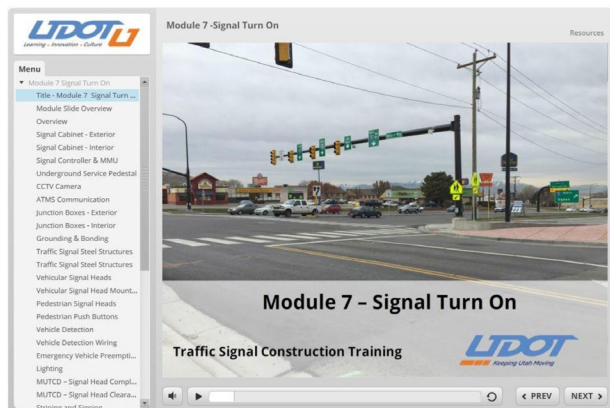 UDOT
Learning - Innovation - Culture
Module 7 -Signal Turn On
Resources
Menu
Module 7 Signal Turn On
Title - Module 7 Signal Turn ...
Module Slide Overview
Overview
Signal Cabinet - Exterior
Signal Cabinet - Interior
Signal Controller & MMU
Underground Service Pedestal
CCTV Camera
ATMS Communication
Junction Boxes - Exterior
Junction Boxes - Interior
Grounding & Bonding
Traffic Signal Steel Structures
Traffic Signal Steel Structures
Vehicular Signal Heads
Vehicular Signal Head Mount...
Pedestrian Signal Heads
Pedestrian Push Buttons
Vehicle Detection
Vehicle Detection Wiring
Emergency Vehicle Preempti...
Lighting
MUTCD – Signal Head Compl...
MUTCD – Signal Head Cleara...
Striping and Signing
Module 7 – Signal Turn On
Traffic Signal Construction Training
UDOT
Keeping Utah Moving
PREV
NEXT